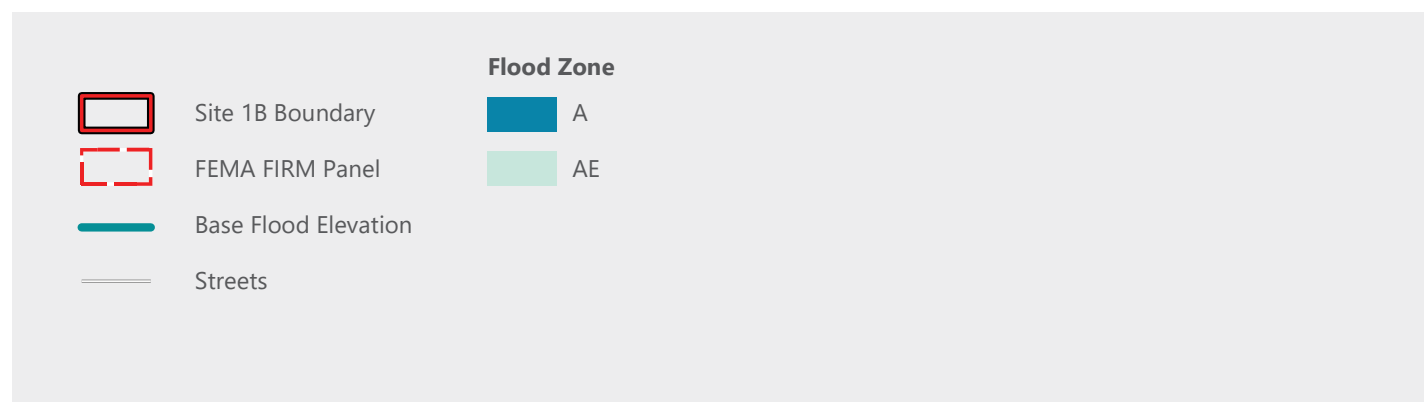 Flood Zone
Site 1B Boundary
A
FEMA FIRM Panel
AE
Base Flood Elevation
Streets